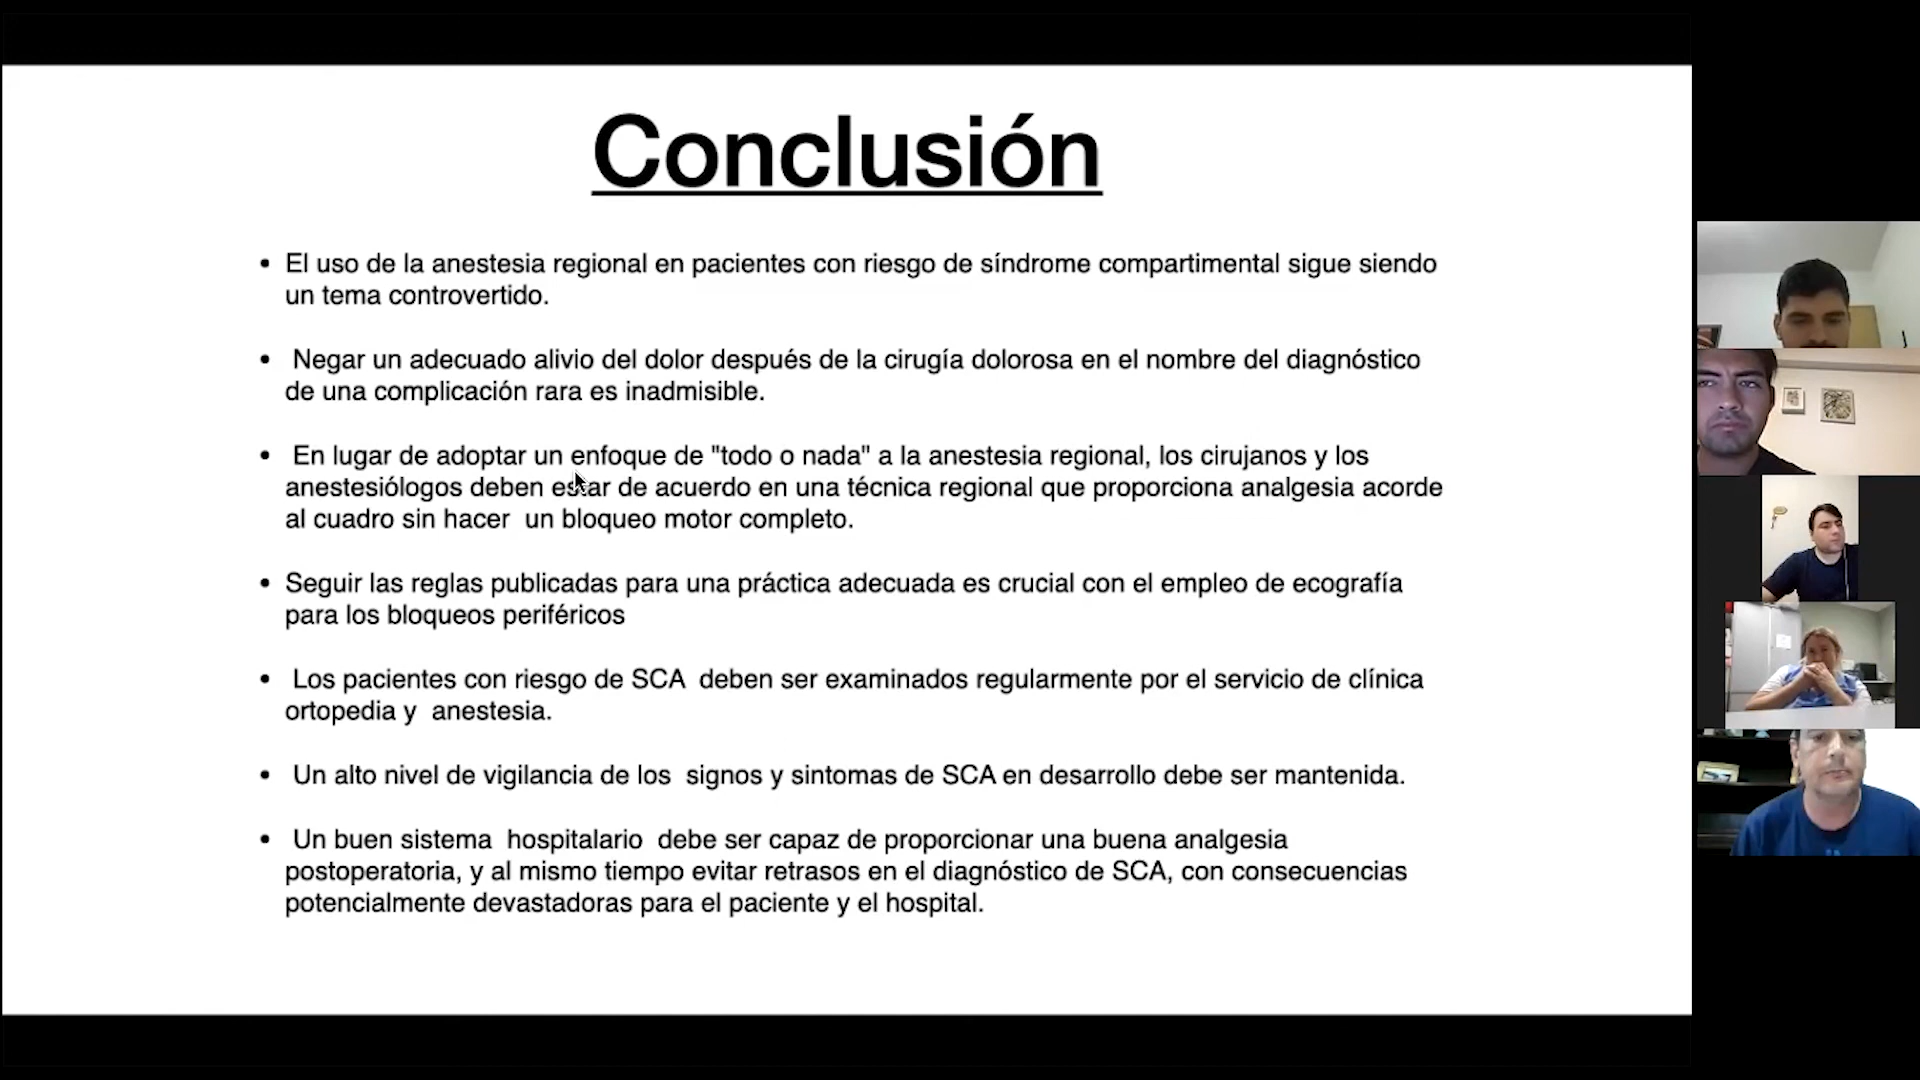 Conclusión
• El uso de la anestesia regional en pacientes con riesgo de síndrome compartimental sigue siendo
un tema controvertido.
• Negar un adecuado alivio del dolor después de la cirugía dolorosa en el nombre del diagnóstico
de una complicación rara es inadmisible.
• En lugar de adoptar un enfoque de "todo o nada" a la anestesia regional, los cirujanos y los
anestesiólogos deben estar de acuerdo en una técnica regional que proporciona analgesia acorde
al cuadro sin hacer un bloqueo motor completo.
• Seguir las reglas publicadas para una práctica adecuada es crucial con el empleo de ecografía
para los bloqueos periféricos
• Los pacientes con riesgo de SCA deben ser examinados regularmente por el servicio de clínica
ortopedia y anestesia.
• Un alto nivel de vigilancia de los signos y sintomas de SCA en desarrollo debe ser mantenida.
• Un buen sistema hospitalario debe ser capaz de proporcionar una buena analgesia
postoperatoria, y al mismo tiempo evitar retrasos en el diagnóstico de SCA, con consecuencias
potencialmente devastadoras para el paciente y el hospital.